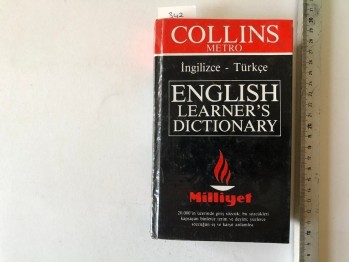 342
COLLINS
METRO
İngilizce - Türkçe
ENGLISH
LEARNER'S
DICTIONARY
Milliyet